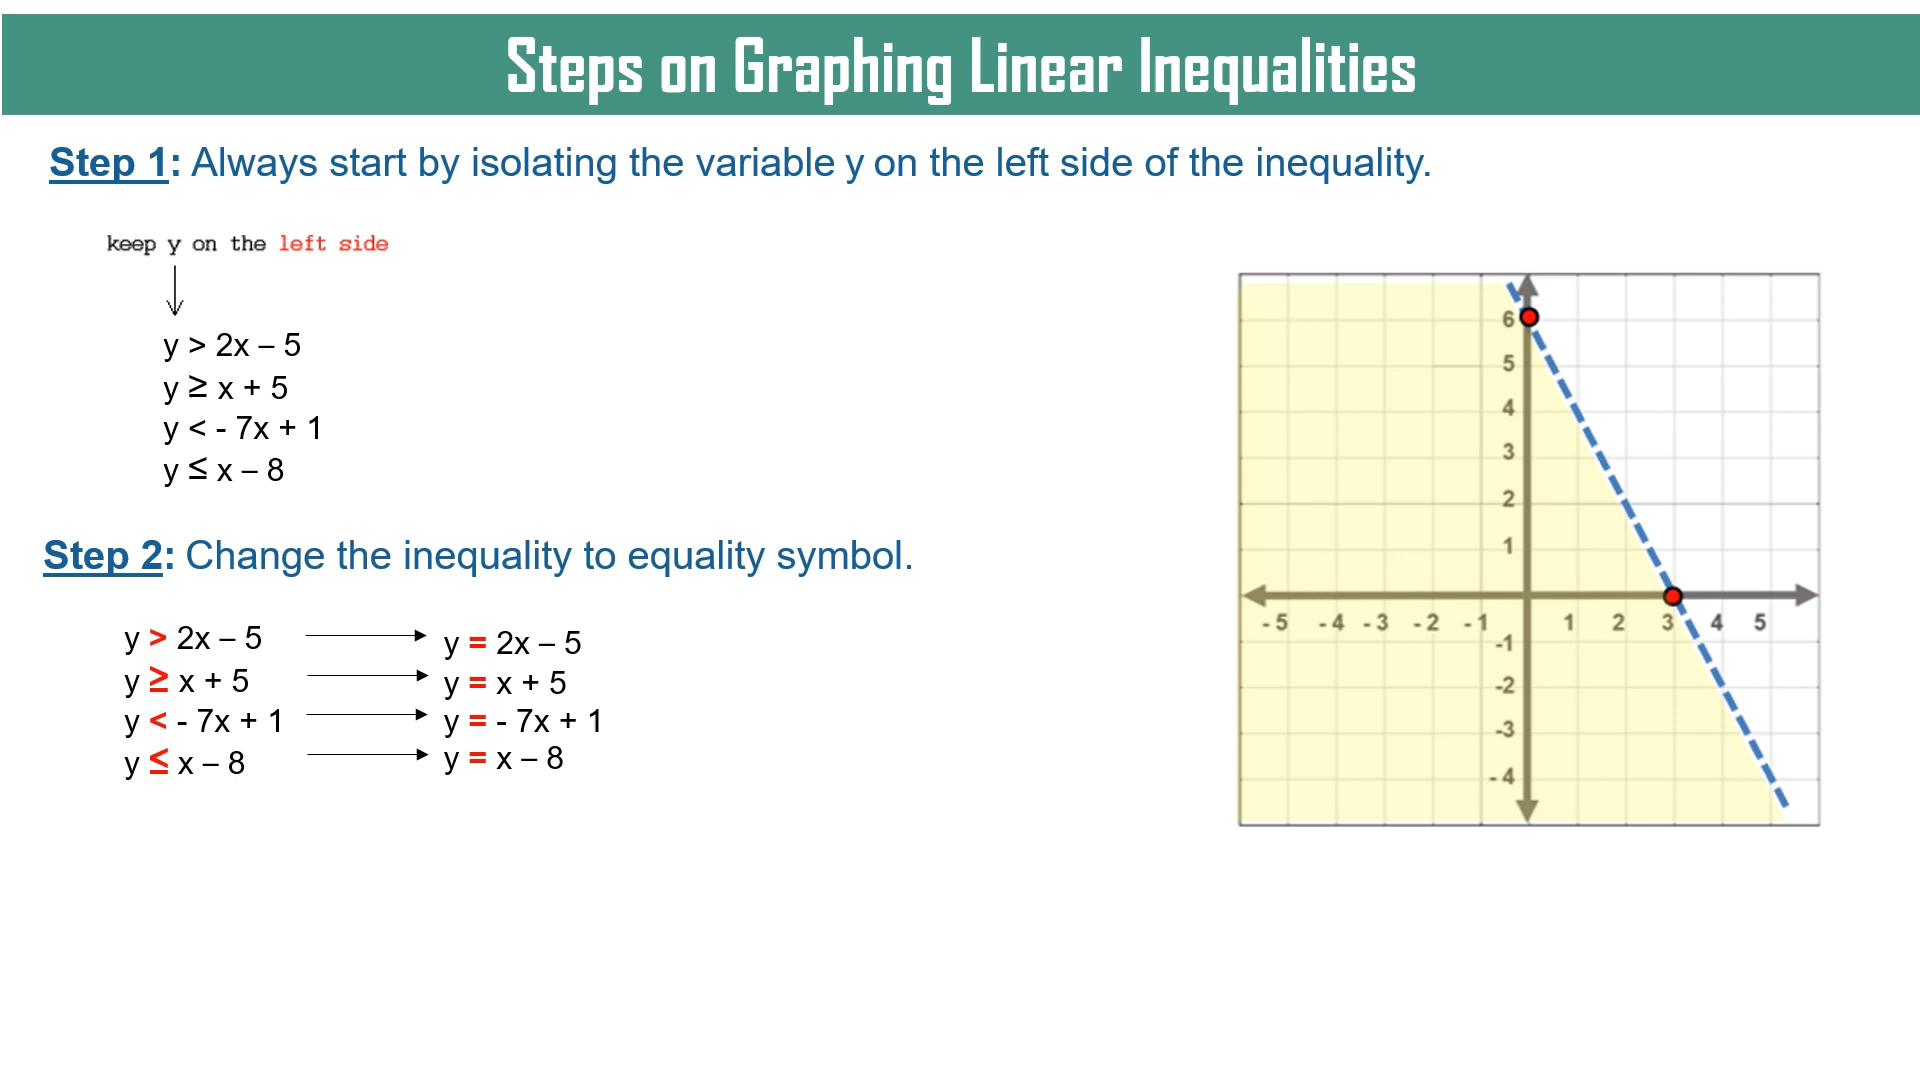 Steps on Graphing Linear Inequalities
Step 1: Always start by isolating the variable y on the left side of the inequality.
keep y on the left side
y > 2x – 5
y ≥ x + 5
y < - 7x + 1
y ≤ x – 8
Step 2: Change the inequality to equality symbol.
y > 2x – 5
y = 2x – 5
y ≥ x + 5
y = x + 5
y < - 7x + 1
y = - 7x + 1
y ≤ x – 8
y = x – 8
6
5
4
3
2
1
- 5 - 4 - 3 - 2 - 1 1 2 3 4 5
-1
-2
-3
- 4